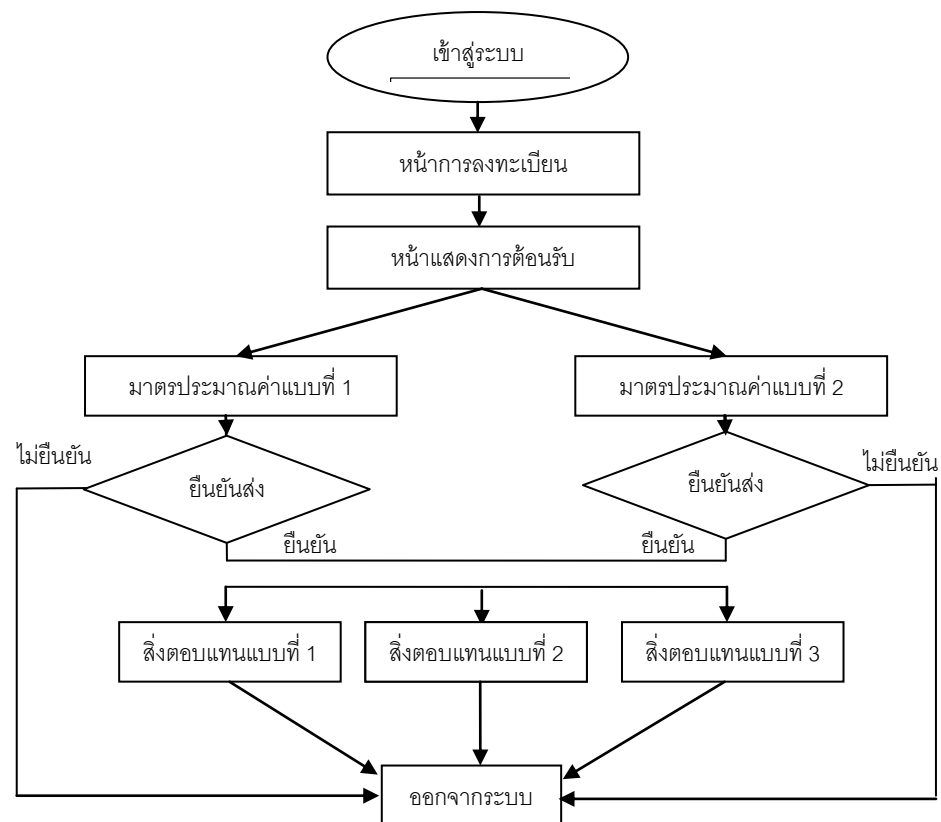 เข้าสู่ระบบ
หน้าการลงทะเบียน
หน้าแสดงการต้อนรับ
มาตรประมาณค่าแบบที่ 1
มาตรประมาณค่าแบบที่ 2
ไม่ยืนยัน
ไม่ยืนยัน
ยืนยันส่ง
ยืนยันส่ง
ยืนยัน
ยืนยัน
สิ่งตอบแทนแบบที่ 1
สิ่งตอบแทนแบบที่ 2
สิ่งตอบแทนแบบที่ 3
ออกจากระบบ